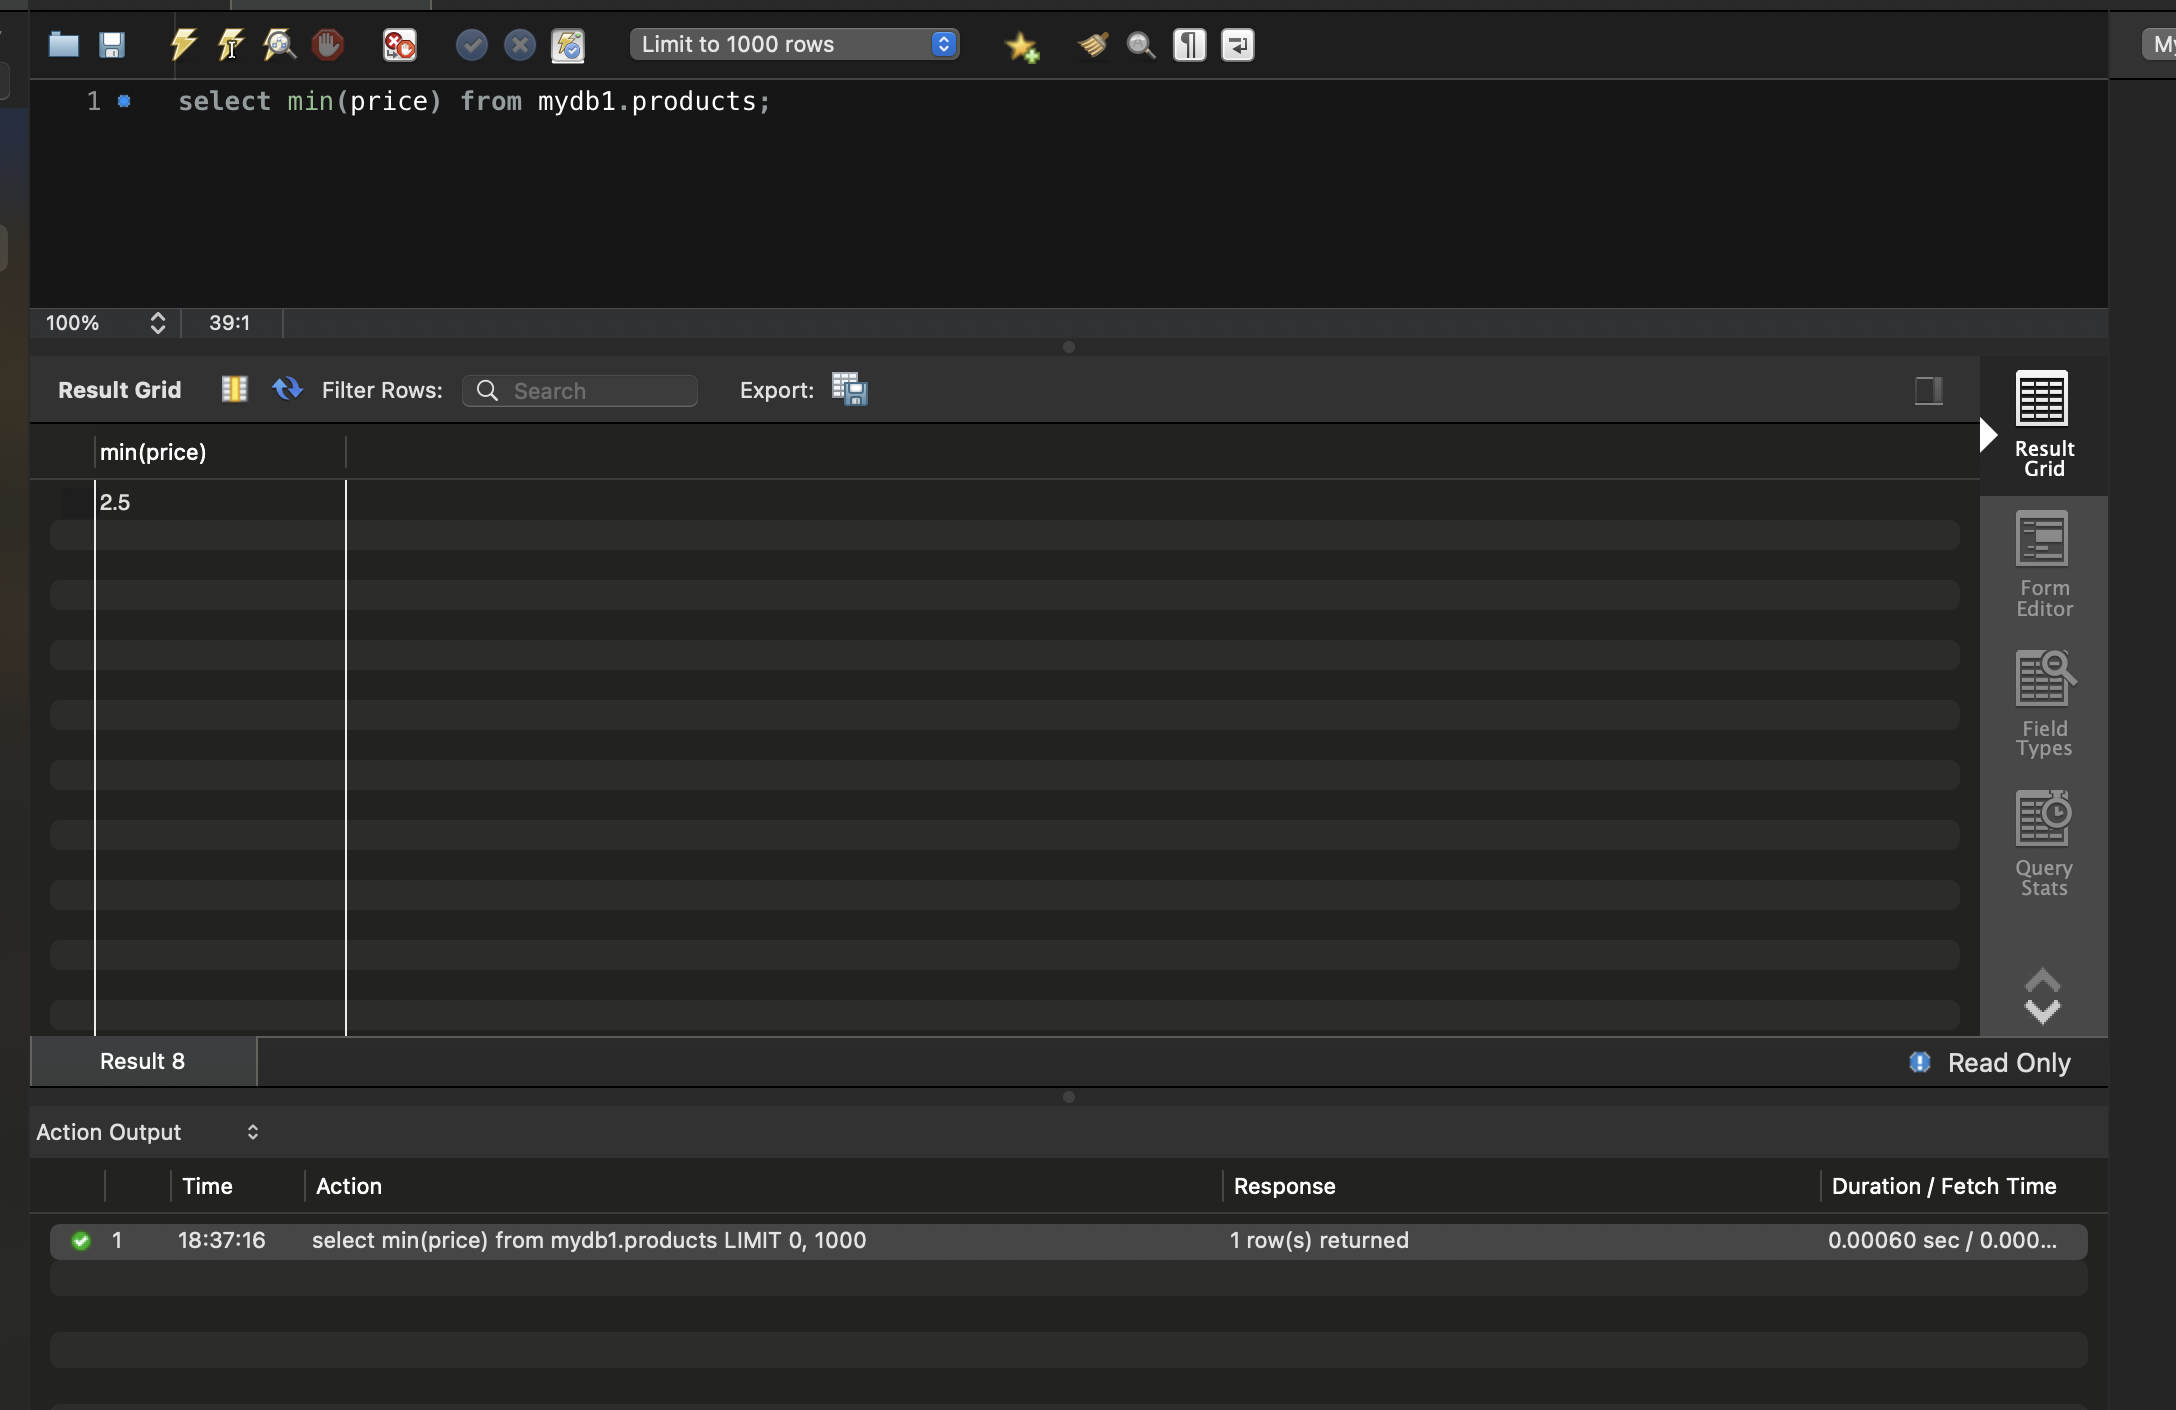 Limit to 1000 rows
My
1 select min(price) from mydb1.products;
100% 39:1
Result Grid Filter Rows: Search Export:
min(price)
2.5
Result
Grid
Form
Editor
Field
Types
Query
Stats
Result 8 Read Only
Action Output
Time Action Response Duration / Fetch Time
1 18:37:16 select min(price) from mydb1.products LIMIT 0, 1000 1 row(s) returned 0.00060 sec / 0.000...